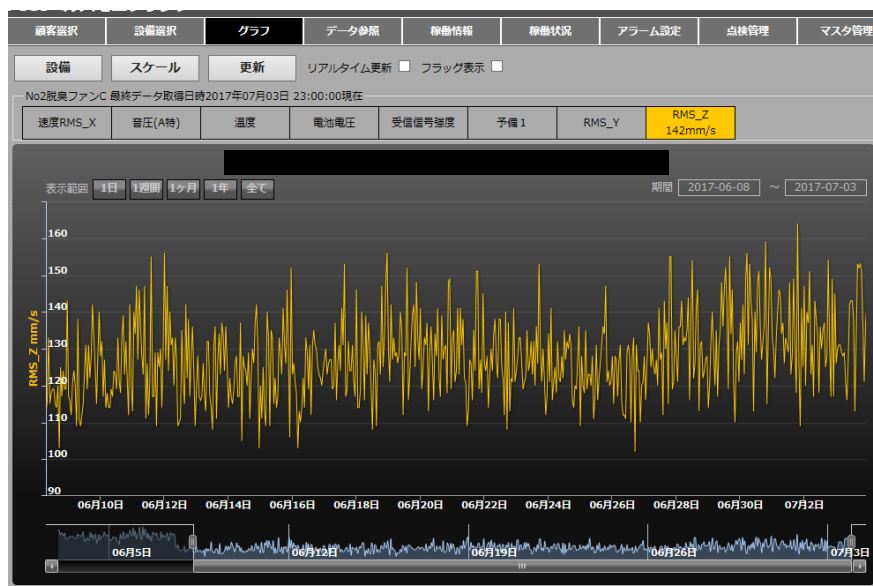 顧客選択 設備選択 グラフ データ参照 稼働情報 稼働状況 アラーム設定 点検管理 マスタ管理
設備 スケール 更新 リアルタイム更新 フラッグ表示
No2脱臭ファンC 最終データ取得日時2017年07月03日 23:00:00現在
速度RMS_X 音圧(A特) 温度 電池電圧 受信信号強度 予備1 RMS_Y RMS_Z
142mm/s
表示範囲 1日 1週間 1ヶ月 1年 全て 期間 2017-06-08 ～ 2017-07-03
160
150
140
130
120
110
100
90
RMS_Z mm/s
06月10日 06月12日 06月14日 06月16日 06月18日 06月20日 06月22日 06月24日 06月26日 06月28日 06月30日 07月2日
06月5日 06月12日 06月19日 06月26日 07月3日